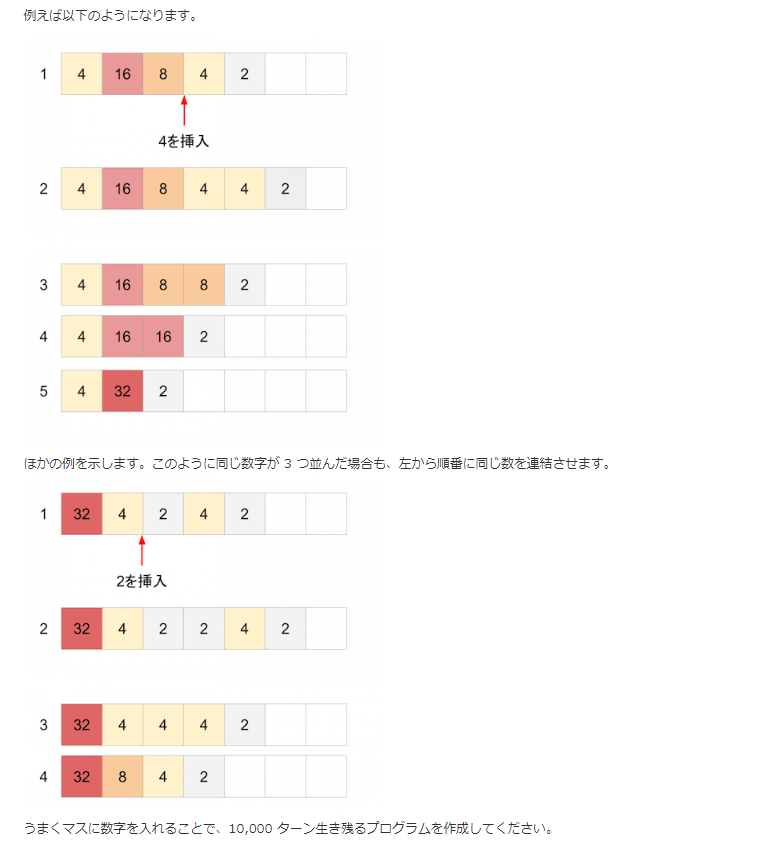 例えば以下のようになります。
1 4 16 8 4 2
4を挿入
2 4 16 8 4 4 2
3 4 16 8 8 2
4 4 16 16 2
5 4 32 2
ほかの例を示します。このように同じ数字が 3 つ並んだ場合も、左から順番に同じ数を連結させます。
1 32 4 2 4 2
2を挿入
2 32 4 2 2 4 2
3 32 4 4 4 2
4 32 8 4 2
うまくマスに数字を入れることで、10,000 ターン生き残るプログラムを作成してください。